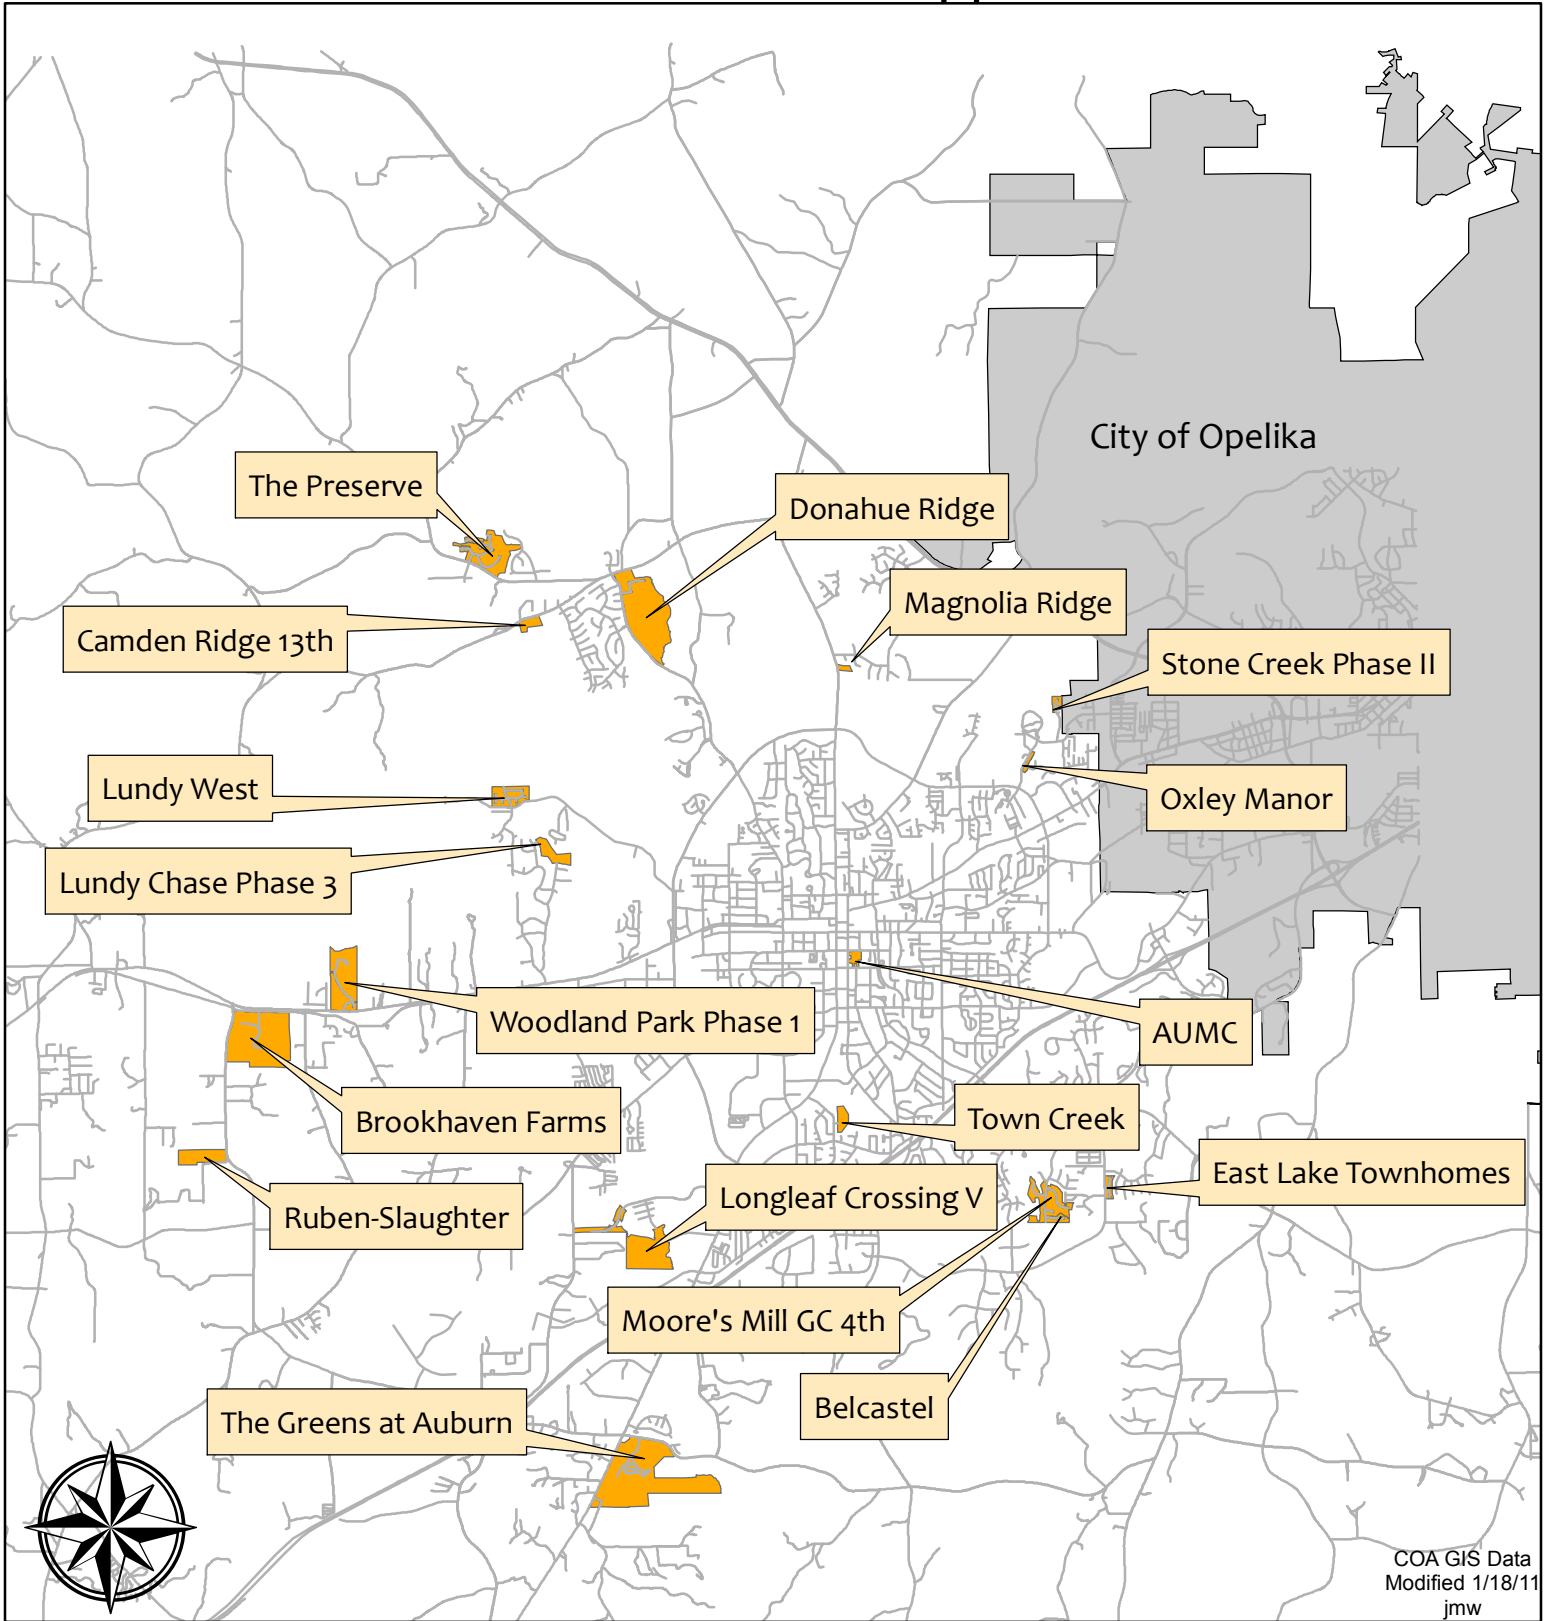 City of Opelika
The Preserve
Donahue Ridge
Magnolia Ridge
Camden Ridge 13th
Stone Creek Phase II
Lundy West
Oxley Manor
Lundy Chase Phase 3
Woodland Park Phase 1
AUMC
Brookhaven Farms
Town Creek
East Lake Townhomes
Longleaf Crossing V
Ruben-Slaughter
Moore's Mill GC 4th
Belcastel
The Greens at Auburn
COA GIS Data
Modified 1/18/11
jmw